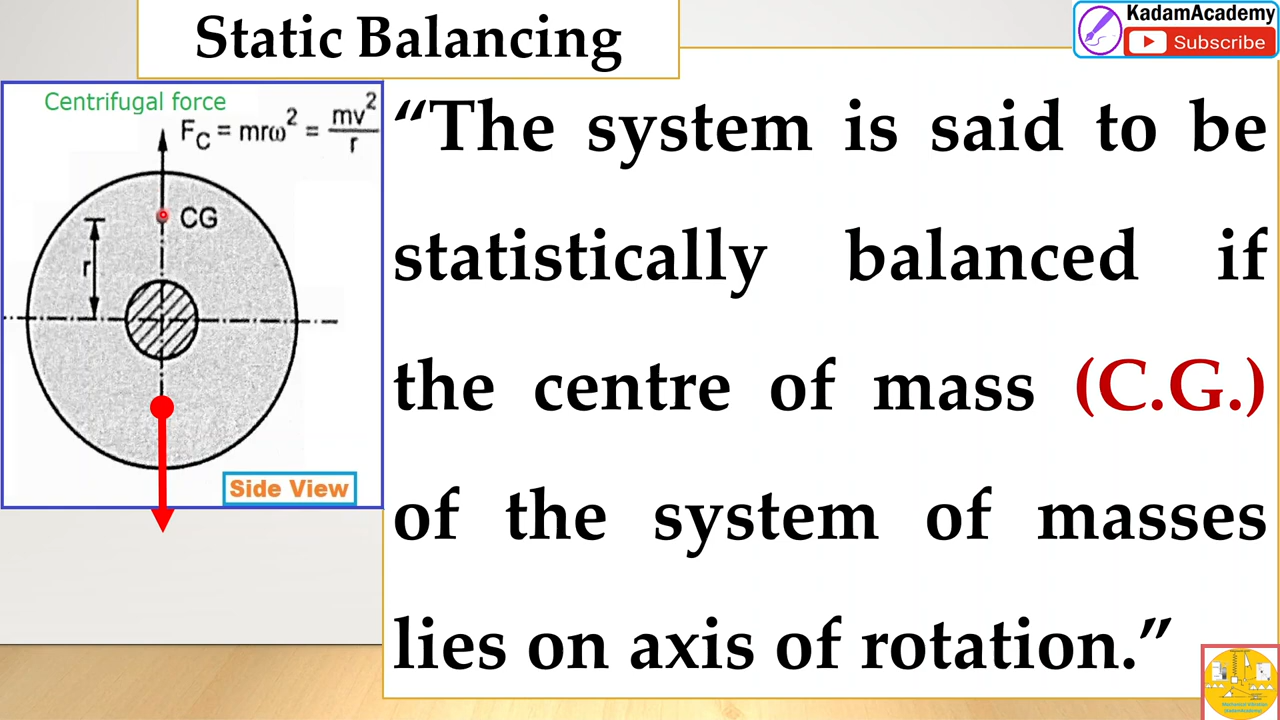 Static Balancing
KadamAcademy
Subscribe
Centrifugal force
F_C = mrω² = mv²/r
CG
r
Side View
“The system is said to be
statistically balanced if
the centre of mass (C.G.)
of the system of masses
lies on axis of rotation.”